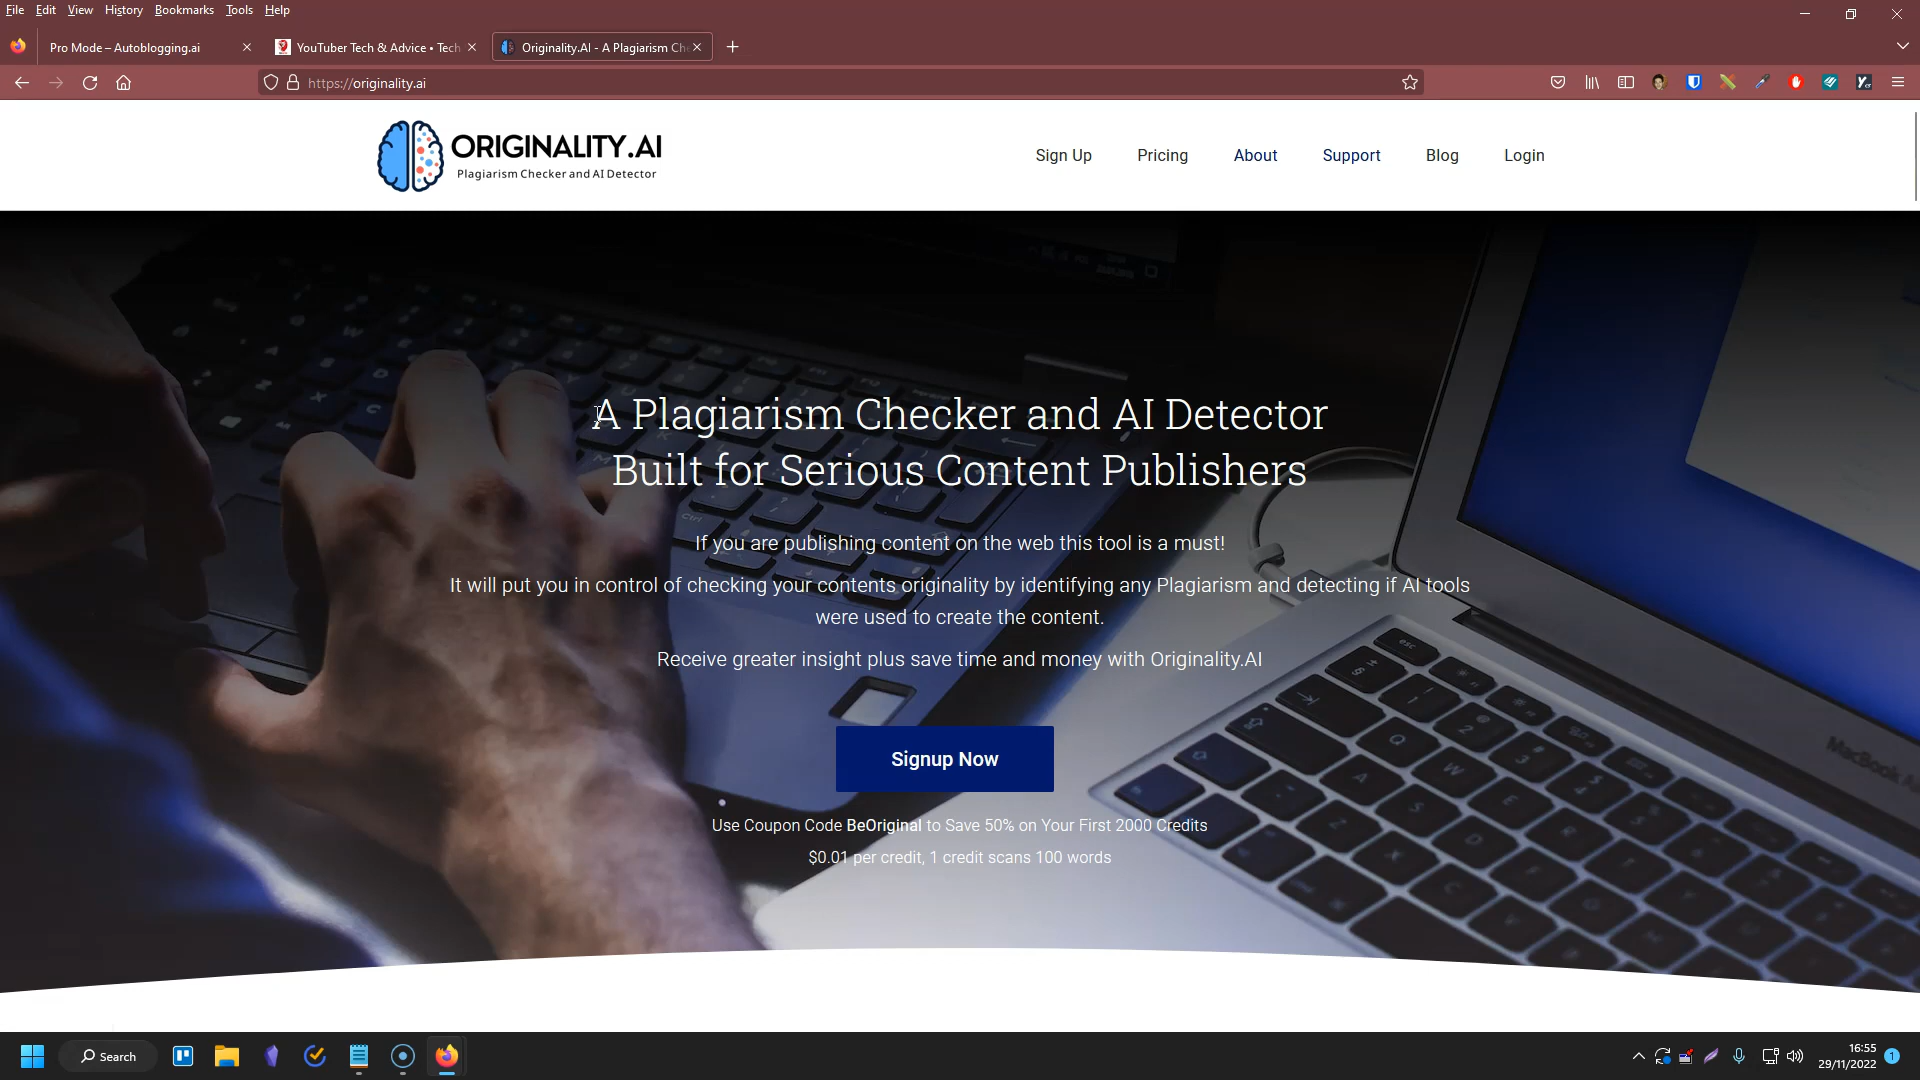 File Edit View History Bookmarks Tools Help
Pro Mode – Autoblogging.ai
YouTuber Tech & Advice • Tech
Originality.AI - A Plagiarism Che
https://originality.ai
ORIGINALITY.AI
Plagiarism Checker and AI Detector
Sign Up Pricing About Support Blog Login
A Plagiarism Checker and AI Detector
Built for Serious Content Publishers
If you are publishing content on the web this tool is a must!
It will put you in control of checking your contents originality by identifying any Plagiarism and detecting if AI tools
were used to create the content.
Receive greater insight plus save time and money with Originality.AI
Signup Now
Use Coupon Code BeOriginal to Save 50% on Your First 2000 Credits
$0.01 per credit, 1 credit scans 100 words
Search
16:55
29/11/2022
1